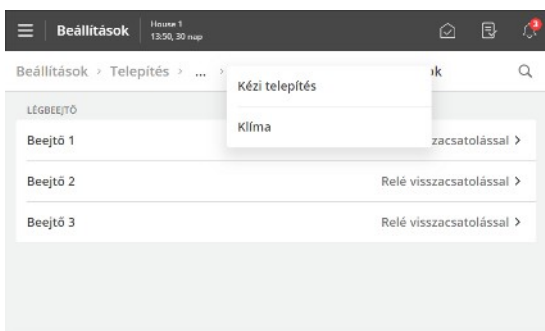 Beállítások
House 1
13:50, 30 nap
3
Beállítások > Telepítés > ... >
Kézi telepítés
Klíma
LÉGBEEJTŐ
Beejtő 1
Beejtő 2 Relé visszacsatolással >
Beejtő 3 Relé visszacsatolással >